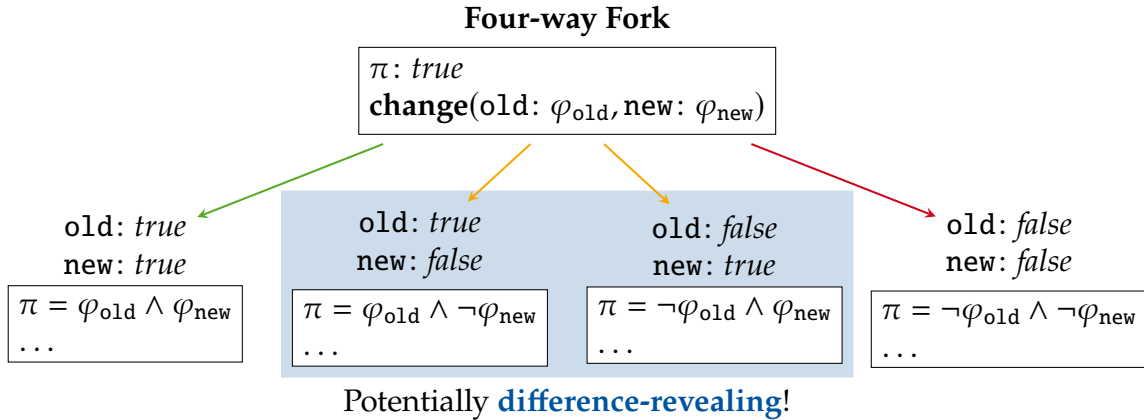 Four-way Fork
π: true
change(old: φold, new: φnew)
old: true
new: true
π = φold ∧ φnew
...
old: true
new: false
π = φold ∧ ¬φnew
...
old: false
new: true
π = ¬φold ∧ φnew
...
old: false
new: false
π = ¬φold ∧ ¬φnew
...
Potentially difference-revealing!